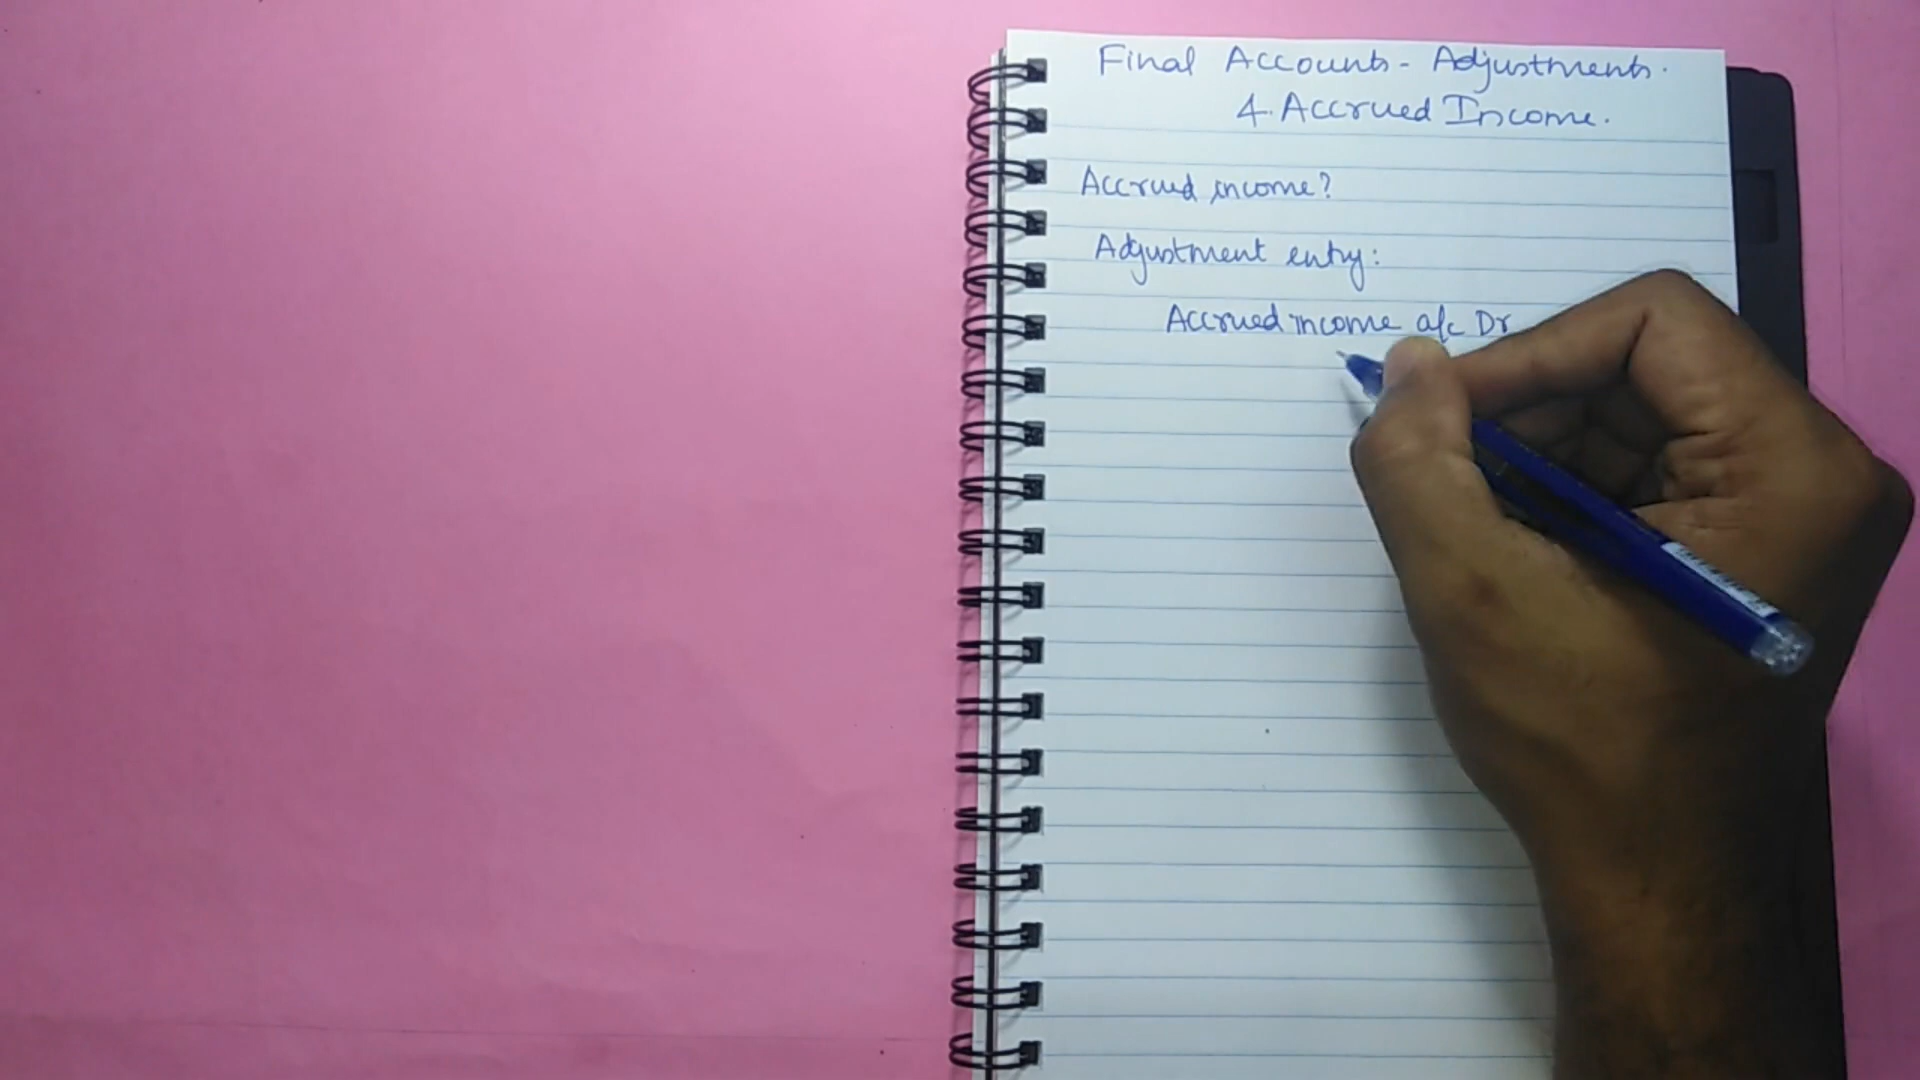 Final Accounts - Adjustments.
4. Accrued Income.
Accrued income?
Adjustment entry:
Accrued income a/c Dr